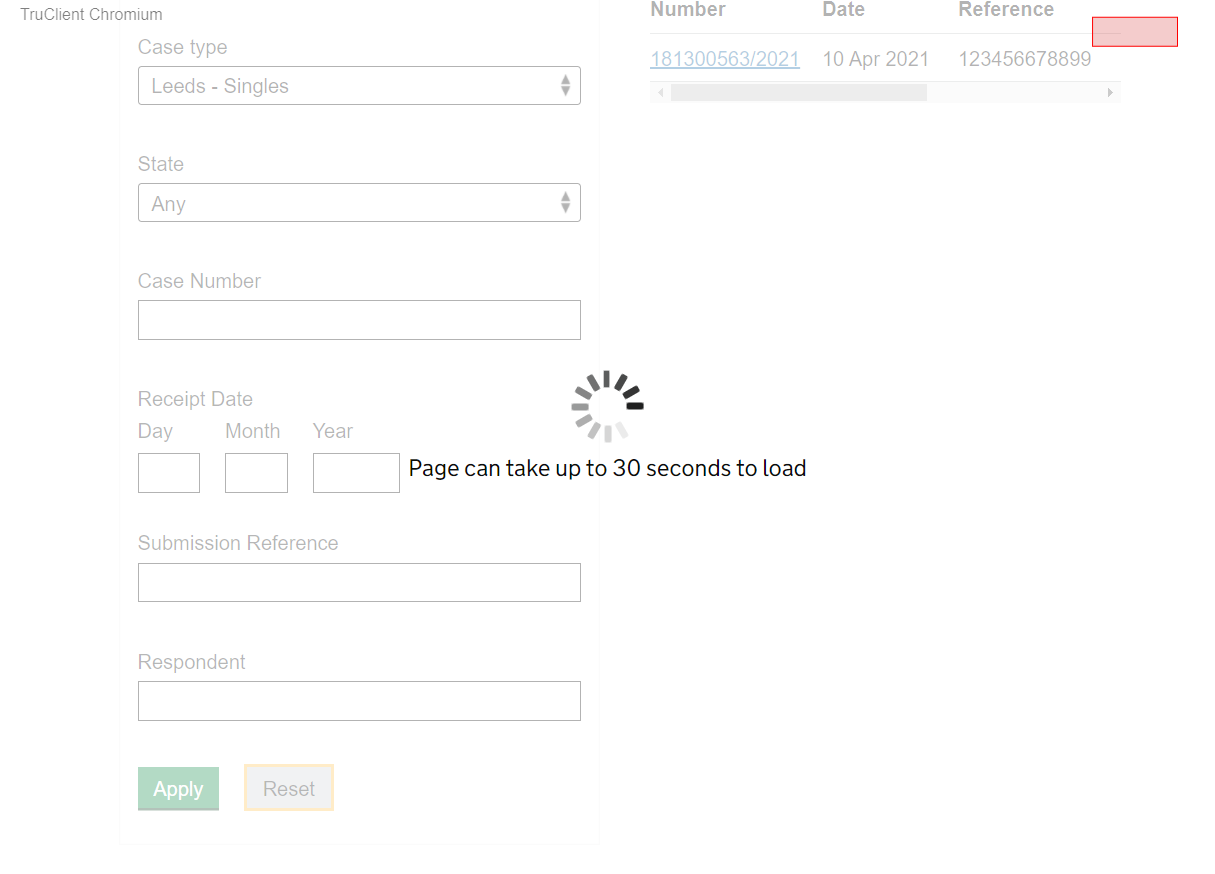 TruClient Chromium
Number Date Reference
181300563/2021 10 Apr 2021 123456678899
Case type
Leeds - Singles
State
Any
Case Number
Receipt Date
Day Month Year
Page can take up to 30 seconds to load
Submission Reference
Respondent
Apply Reset